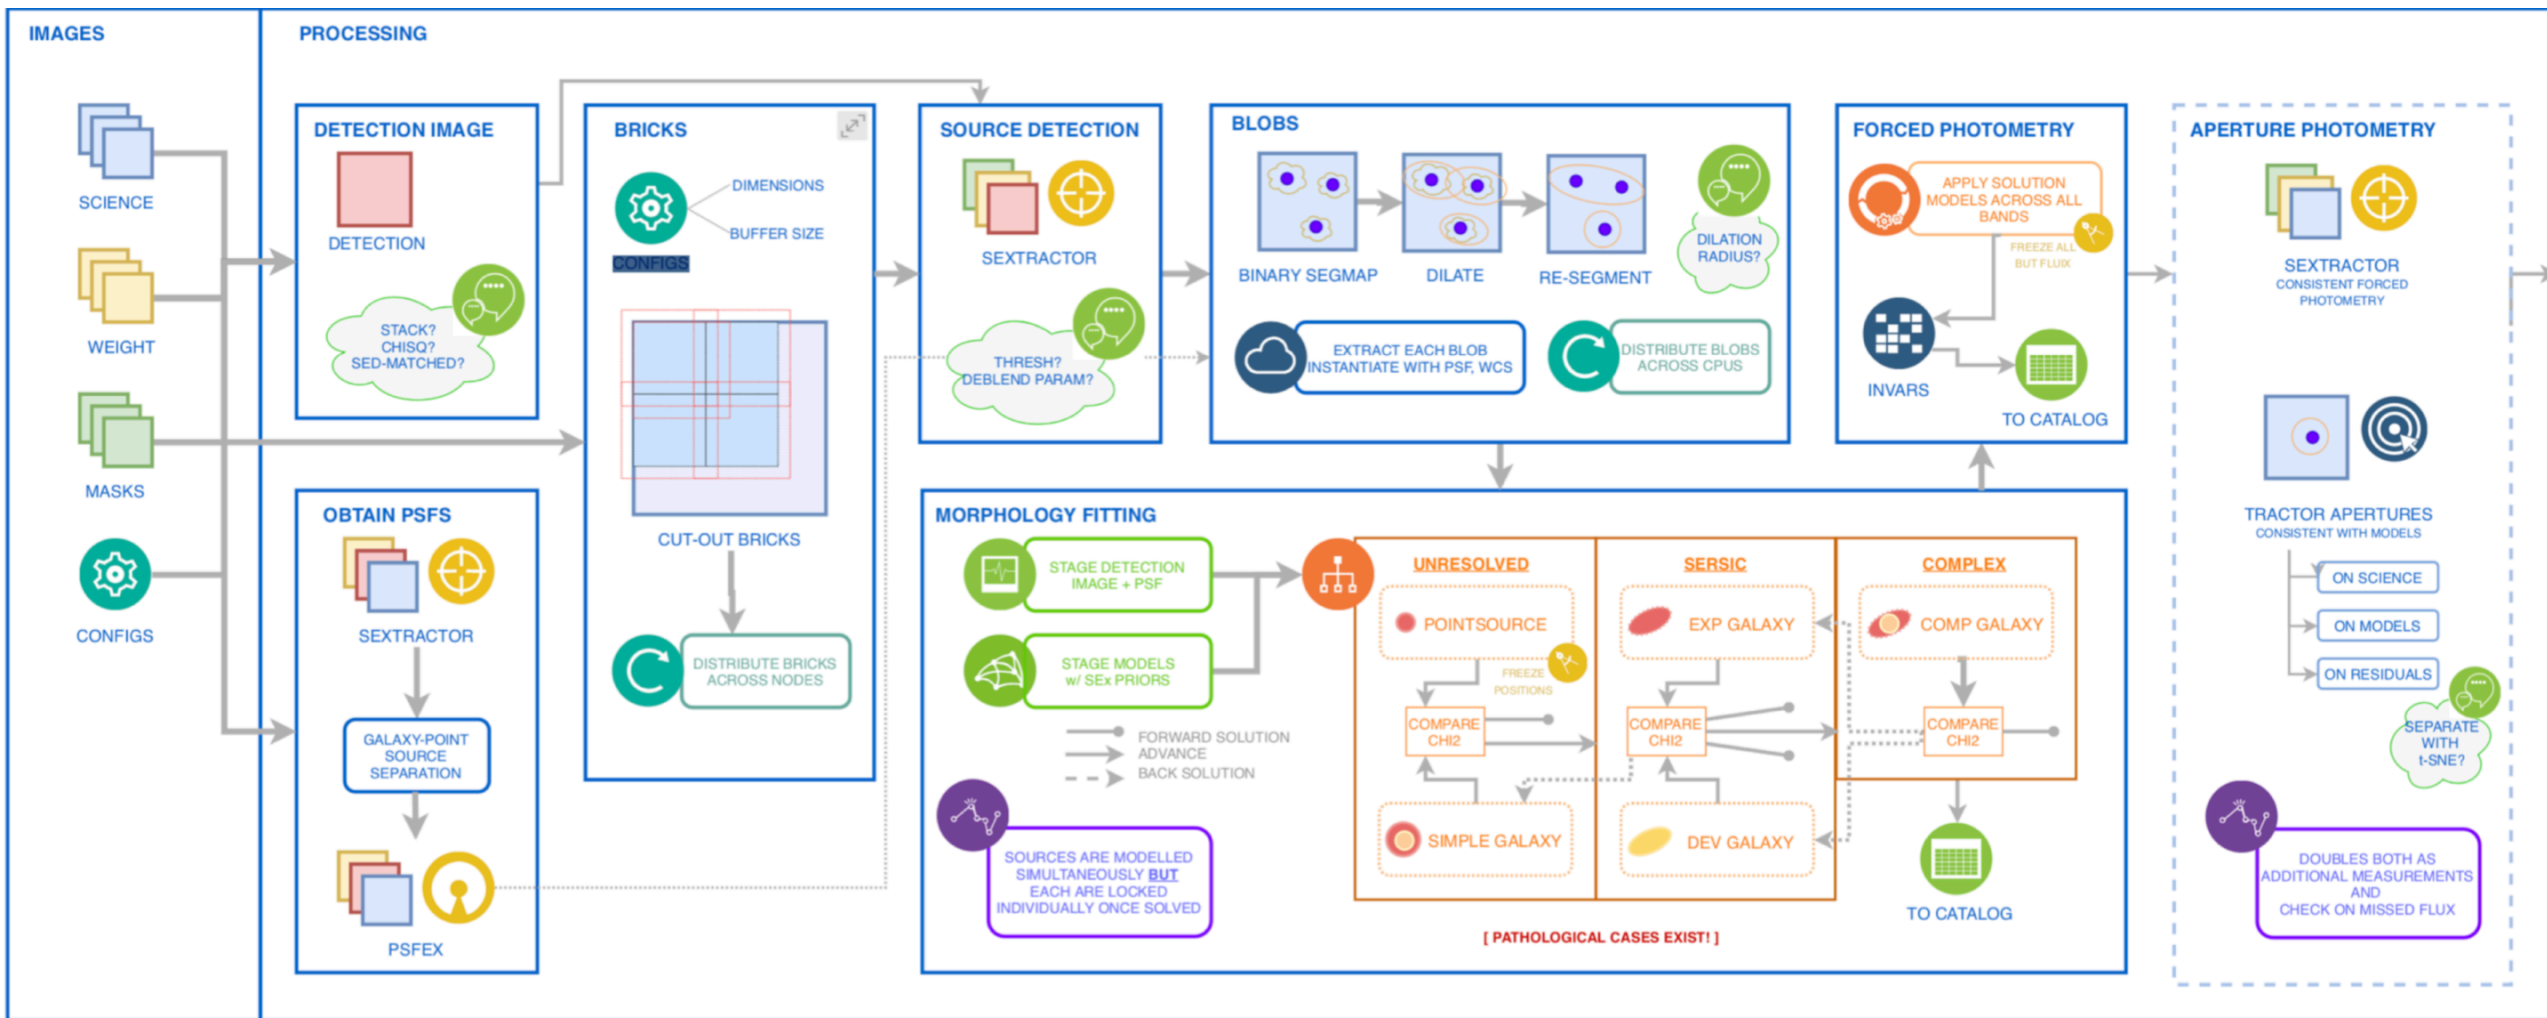 IMAGES
PROCESSING
SCIENCE
WEIGHT
MASKS
CONFIGS
DETECTION IMAGE
DETECTION
STACK?
CHISQ?
SED-MATCHED?
OBTAIN PSFS
SEXTRACTOR
GALAXY-POINT
SOURCE
SEPARATION
PSFEX
BRICKS
DIMENSIONS
BUFFER SIZE
CONFIGS
CUT-OUT BRICKS
DISTRIBUTE BRICKS
ACROSS NODES
SOURCE DETECTION
SEXTRACTOR
THRESH?
DEBLEND PARAM?
BLOBS
BINARY SEGMAP
DILATE
RE-SEGMENT
DILATION
RADIUS?
EXTRACT EACH BLOB
INSTANTIATE WITH PSF, WCS
DISTRIBUTE BLOBS
ACROSS CPUS
MORPHOLOGY FITTING
STAGE DETECTION
IMAGE + PSF
STAGE MODELS
w/ SEx PRIORS
FORWARD SOLUTION
ADVANCE
BACK SOLUTION
SOURCES ARE MODELLED
SIMULTANEOUSLY BUT
EACH ARE LOCKED
INDIVIDUALLY ONCE SOLVED
UNRESOLVED
POINTSOURCE
FREEZE
POSITIONS
COMPARE
CHI2
SIMPLE GALAXY
SERSIC
EXP GALAXY
COMPARE
CHI2
DEV GALAXY
COMPLEX
COMP GALAXY
COMPARE
CHI2
TO CATALOG
[ PATHOLOGICAL CASES EXIST! ]
FORCED PHOTOMETRY
APPLY SOLUTION
MODELS ACROSS ALL
BANDS
FREEZE ALL
BUT FLUIX
INVARS
TO CATALOG
APERTURE PHOTOMETRY
SEXTRACTOR
CONSISTENT FORCED
PHOTOMETRY
TRACTOR APERTURES
CONSISTENT WITH MODELS
ON SCIENCE
ON MODELS
ON RESIDUALS
SEPARATE
WITH
t-SNE?
DOUBLES BOTH AS
ADDITIONAL MEASUREMENTS
AND
CHECK ON MISSED FLUX